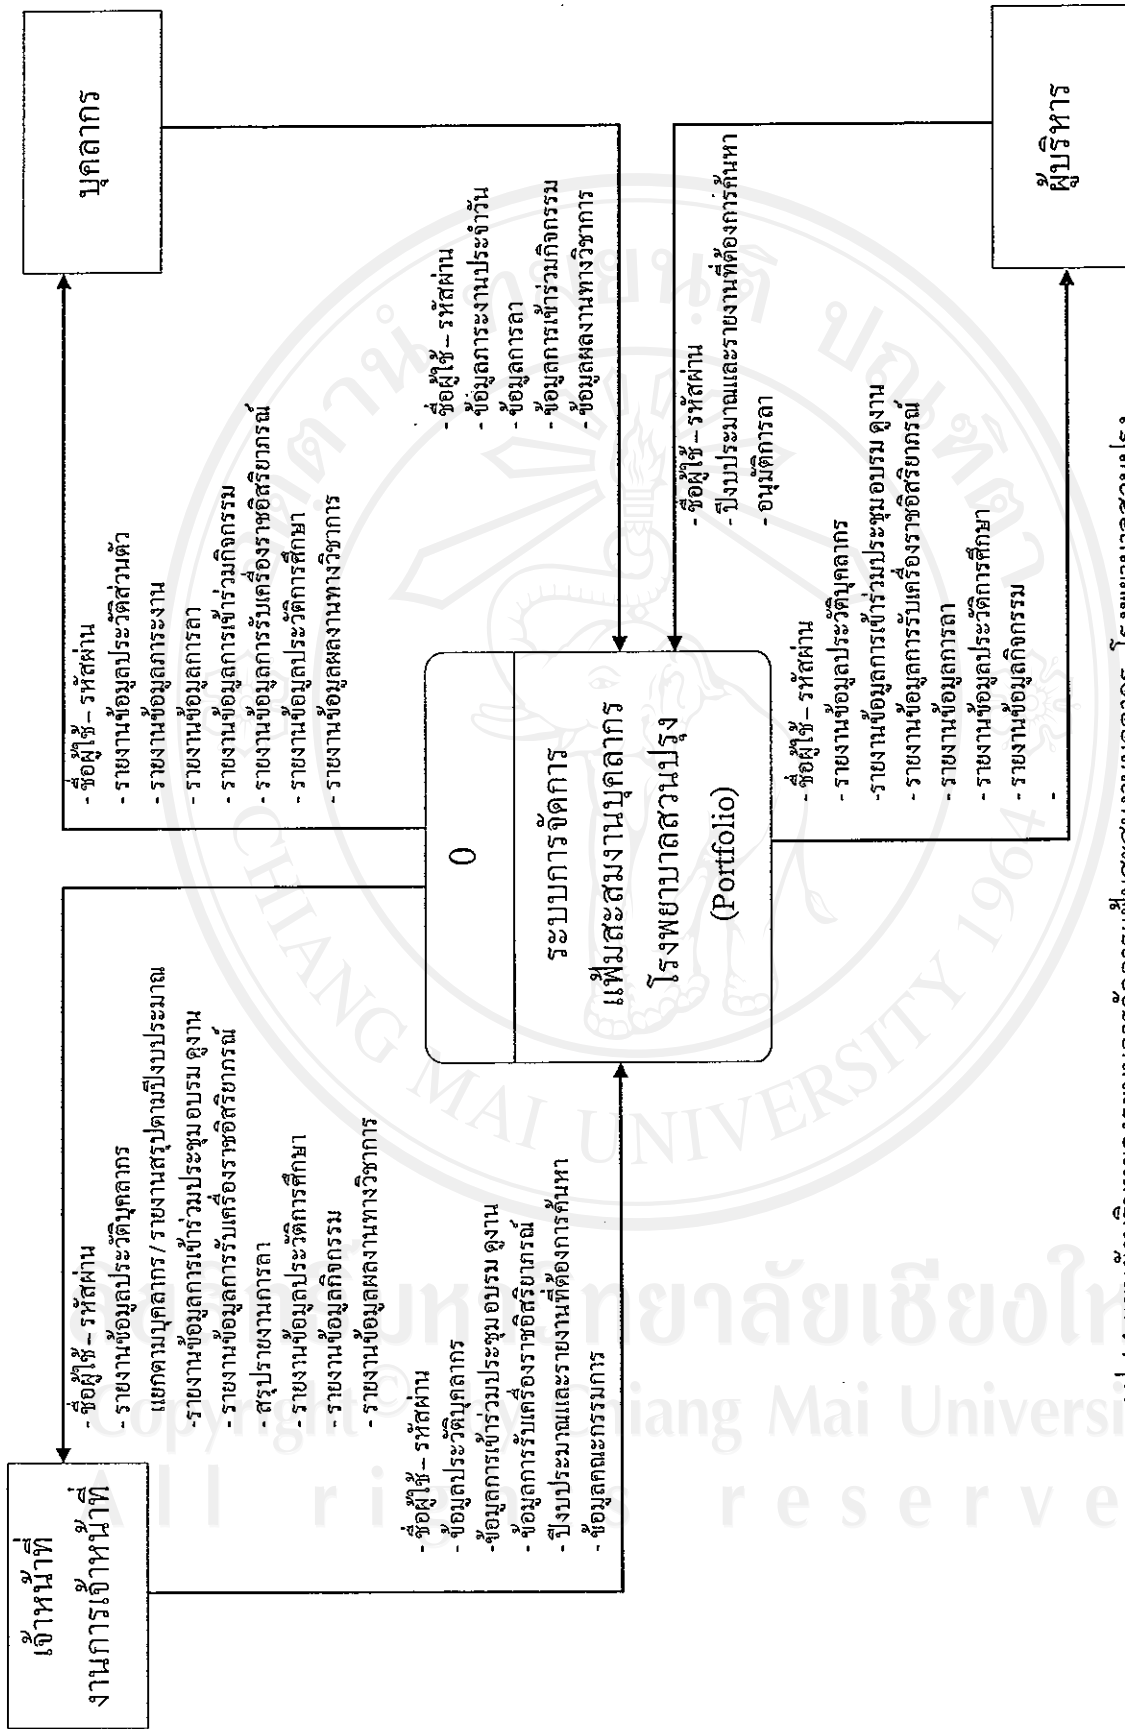 เจ้าหน้าที่
งานการเจ้าหน้าที่
- ชื่อผู้ใช้ – รหัสผ่าน
- รายงานข้อมูลประวัติบุคลากร
แยกตามบุคลากร / รายงานสรุปตามปีงบประมาณ
-รายงานข้อมูลการเข้าร่วมประชุม อบรม ดูงาน
- รายงานข้อมูลการรับเครื่องราชอิสริยาภรณ์
- สรุปรายงานการลา
- รายงานข้อมูลประวัติการศึกษา
- รายงานข้อมูลกิจกรรม
- รายงานข้อมูลผลงานทางวิชาการ
- ชื่อผู้ใช้ – รหัสผ่าน
- ข้อมูลประวัติบุคลากร
-ข้อมูลการเข้าร่วมประชุม อบรม ดูงาน
- ข้อมูลการรับเครื่องราชอิสริยาภรณ์
- ปีงบประมาณและรายงานที่ต้องการค้นหา
- ข้อมูลคณะกรรมการ
0
ระบบการจัดการ
แฟ้มสะสมงานบุคลากร
โรงพยาบาลสวนปรุง
(Portfolio)
บุคลากร
- ชื่อผู้ใช้ – รหัสผ่าน
- รายงานข้อมูลประวัติส่วนตัว
- รายงานข้อมูลภาระงาน
- รายงานข้อมูลการลา
- รายงานข้อมูลการเข้าร่วมกิจกรรม
- รายงานข้อมูลการรับเครื่องราชอิสริยาภรณ์
- รายงานข้อมูลประวัติการศึกษา
- รายงานข้อมูลผลงานทางวิชาการ
- ชื่อผู้ใช้ – รหัสผ่าน
- ข้อมูลภาระงานประจำวัน
- ข้อมูลการลา
- ข้อมูลการเข้าร่วมกิจกรรม
- ข้อมูลผลงานทางวิชาการ
- ชื่อผู้ใช้ – รหัสผ่าน
- ปีงบประมาณและรายงานที่ต้องการค้นหา
- อนุมัติการลา
- ชื่อผู้ใช้ – รหัสผ่าน
- รายงานข้อมูลประวัติบุคลากร
-รายงานข้อมูลการเข้าร่วมประชุม อบรม ดูงาน
- รายงานข้อมูลการรับเครื่องราชอิสริยาภรณ์
- รายงานข้อมูลการลา
- รายงานข้อมูลประวัติการศึกษา
- รายงานข้อมูลกิจกรรม
-
ผู้บริหาร
CHIANG MAI UNIVERSITY 1964
Copyright © Chiang Mai Universi
All rights reserve